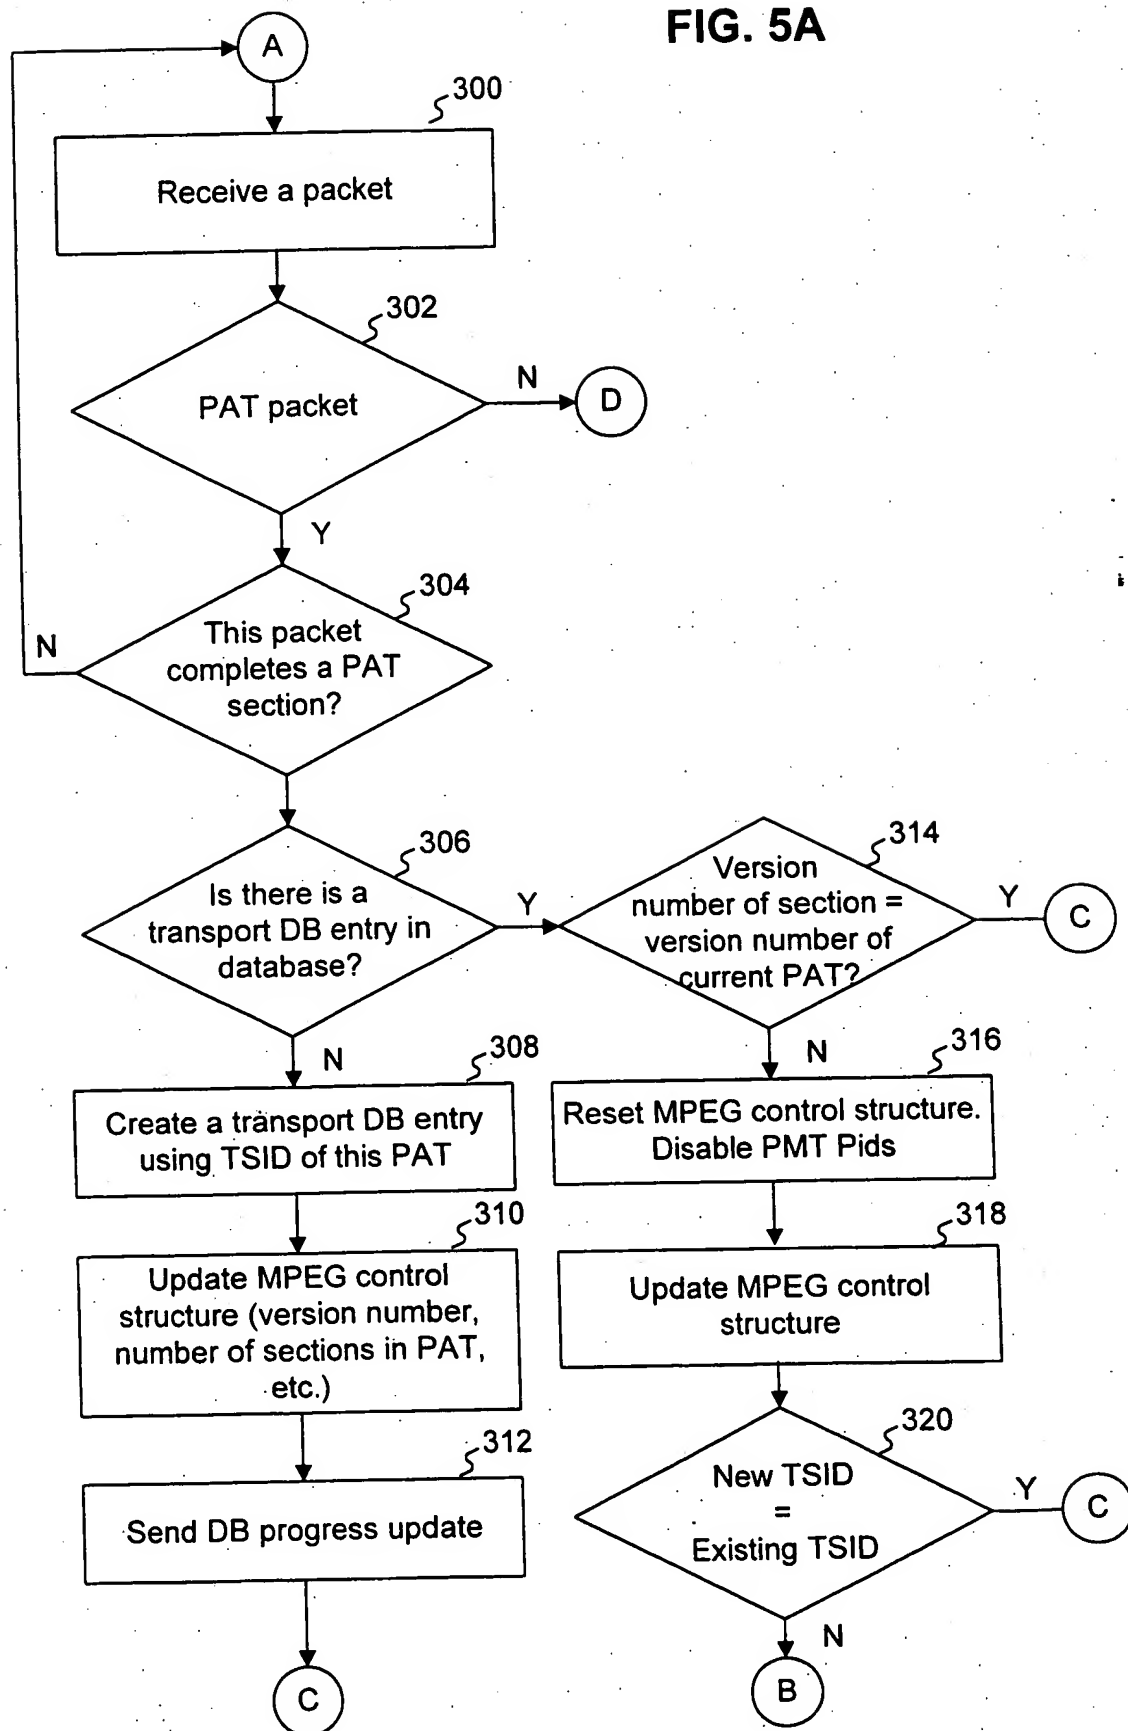 FIG. 5A
A
300
Receive a packet
302
PAT packet
N
D
Y
304
This packet
completes a PAT
section?
N
306
Is there is a
transport DB entry in
database?
Y
314
Version
number of section =
version number of
current PAT?
Y
C
N
308
Create a transport DB entry
using TSID of this PAT
N
316
Reset MPEG control structure.
Disable PMT Pids
310
Update MPEG control
structure (version number,
number of sections in PAT,
etc.)
318
Update MPEG control
structure
312
Send DB progress update
320
New TSID
=
Existing TSID
Y
C
N
C
B